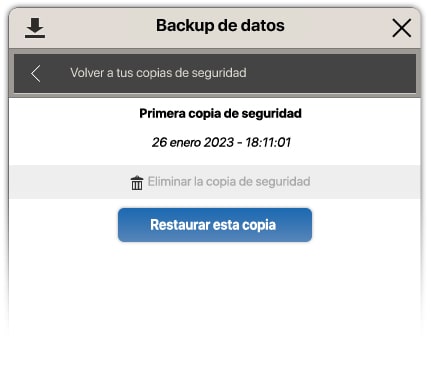 Backup de datos
Volver a tus copias de seguridad
Primera copia de seguridad
26 enero 2023 - 18:11:01
Eliminar la copia de seguridad
Restaurar esta copia